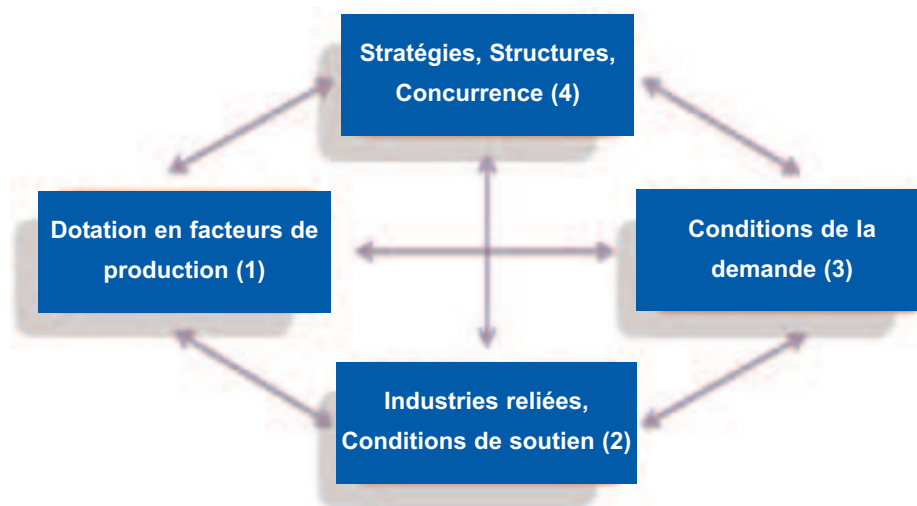 Stratégies, Structures,
Concurrence (4)
Dotation en facteurs de
production (1)
Conditions de la
demande (3)
Industries reliées,
Conditions de soutien (2)